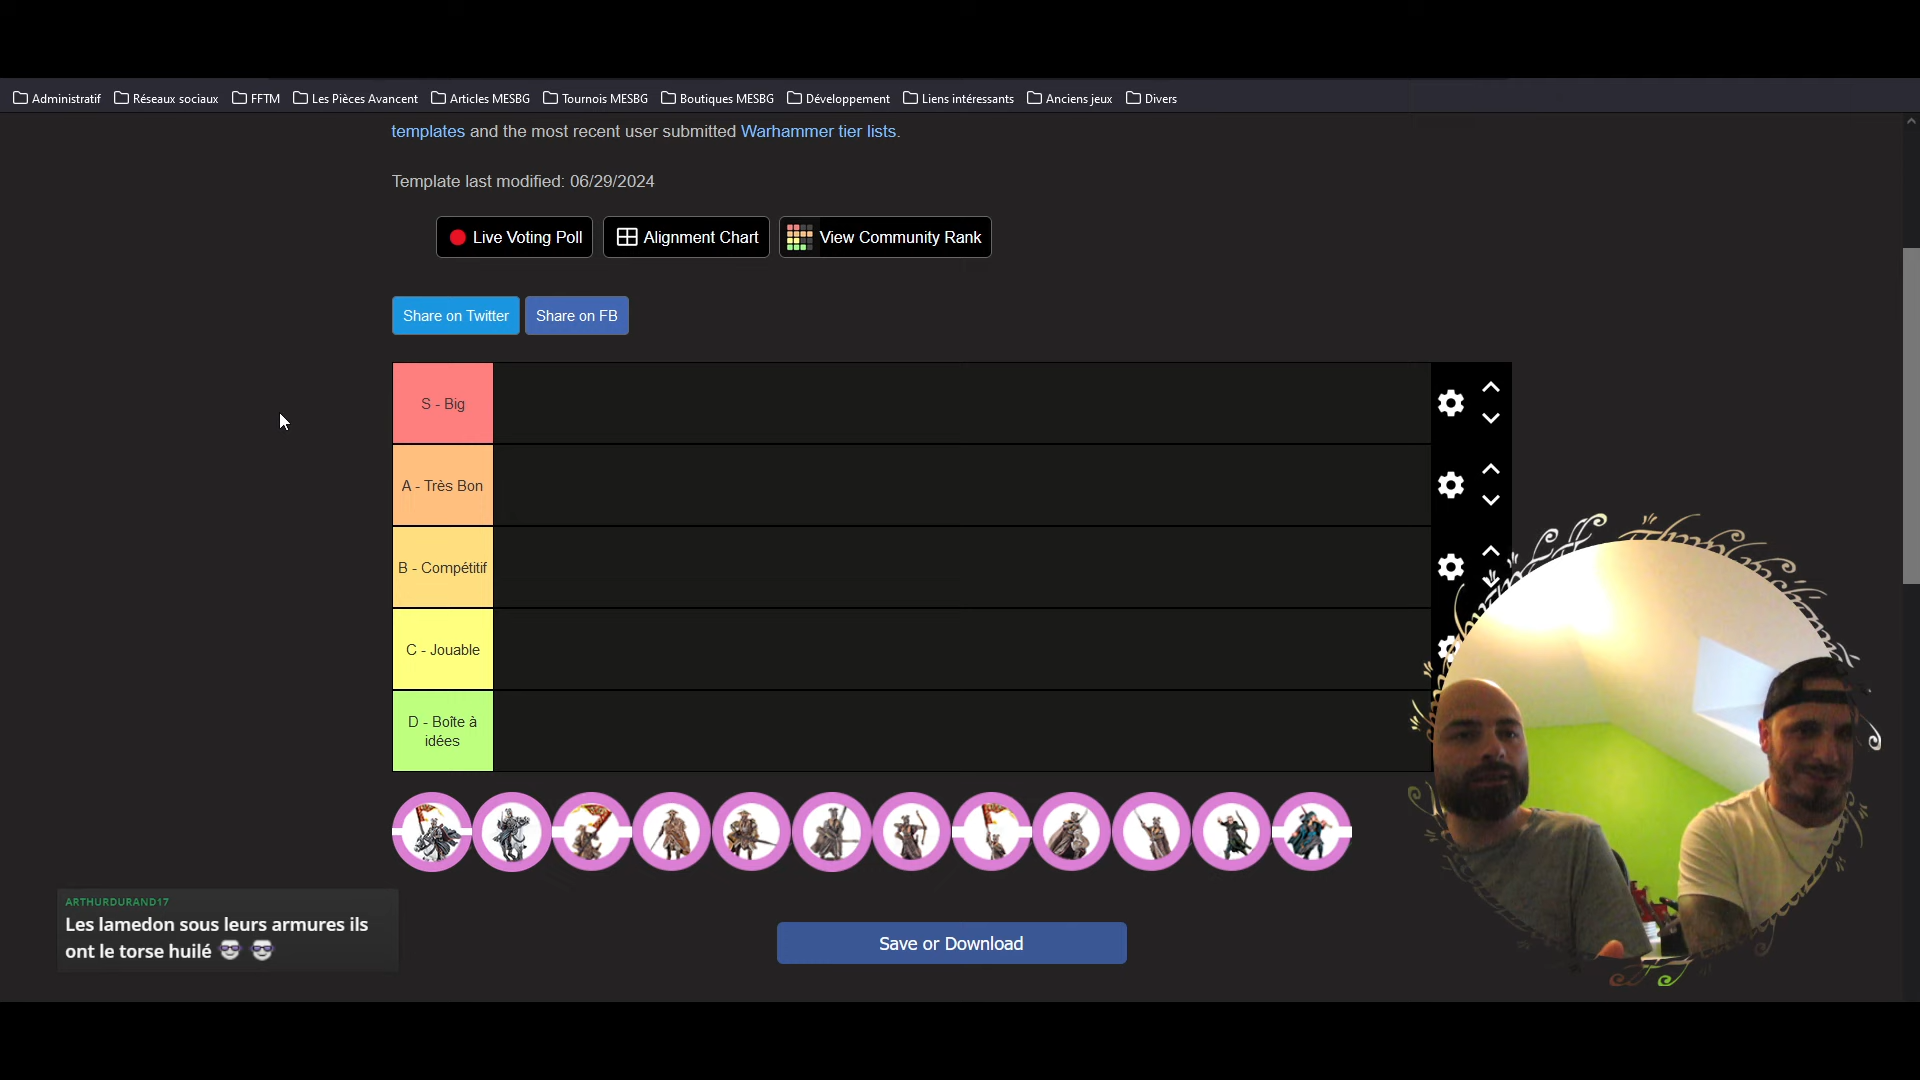 Administratif
Réseaux sociaux
FFTM
Les Pièces Avancent
Articles MESBG
Tournois MESBG
Boutiques MESBG
Développement
Liens intéressants
Anciens jeux
Divers
templates and the most recent user submitted Warhammer tier lists.
Template last modified: 06/29/2024
Live Voting Poll
Alignment Chart
View Community Rank
Share on Twitter
Share on FB
S - Big
A - Très Bon
B - Compétitif
C - Jouable
D - Boîte à
idées
ARTHURDURAND17
Les lamedon sous leurs armures ils
ont le torse huilé
Save or Download